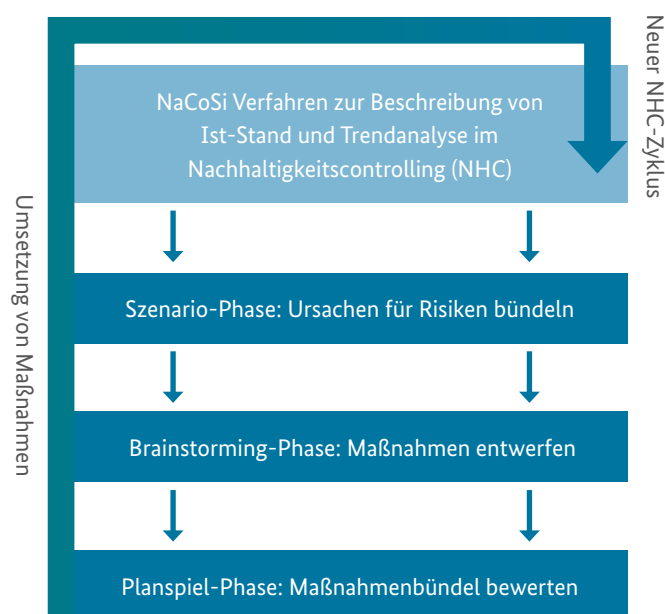 NaCoSi Verfahren zur Beschreibung von
Ist-Stand und Trendanalyse im
Nachhaltigkeitscontrolling (NHC)
Szenario-Phase: Ursachen für Risiken bündeln
Brainstorming-Phase: Maßnahmen entwerfen
Planspiel-Phase: Maßnahmenbündel bewerten
Umsetzung von Maßnahmen
Neuer NHC-Zyklus